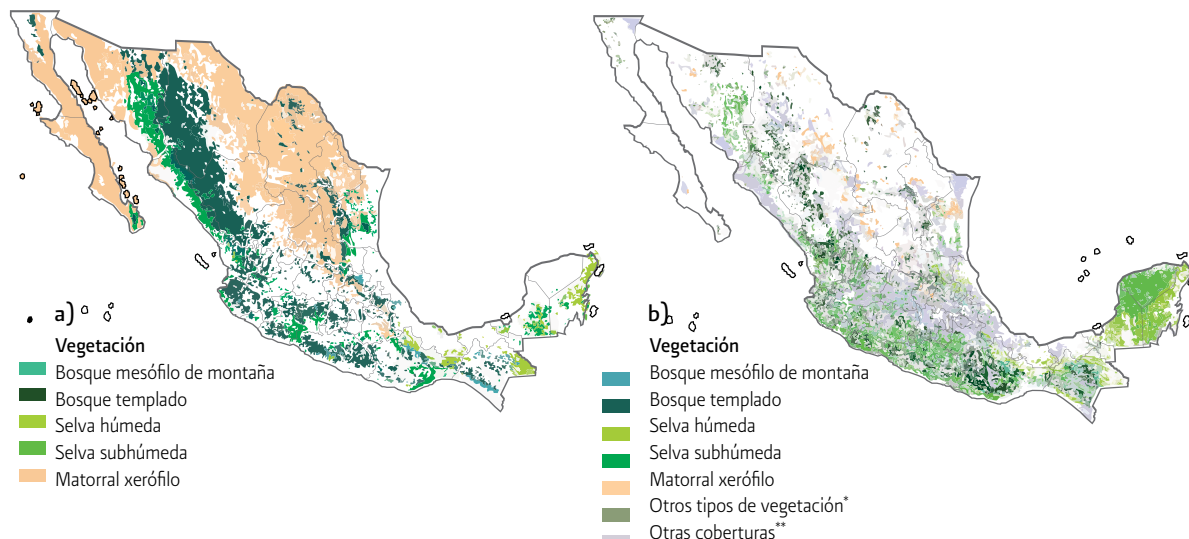 a)
Vegetación
Bosque mesófilo de montaña
Bosque templado
Selva húmeda
Selva subhúmeda
Matorral xerófilo
b)
Vegetación
Bosque mesófilo de montaña
Bosque templado
Selva húmeda
Selva subhúmeda
Matorral xerófilo
Otros tipos de vegetación*
Otras coberturas**